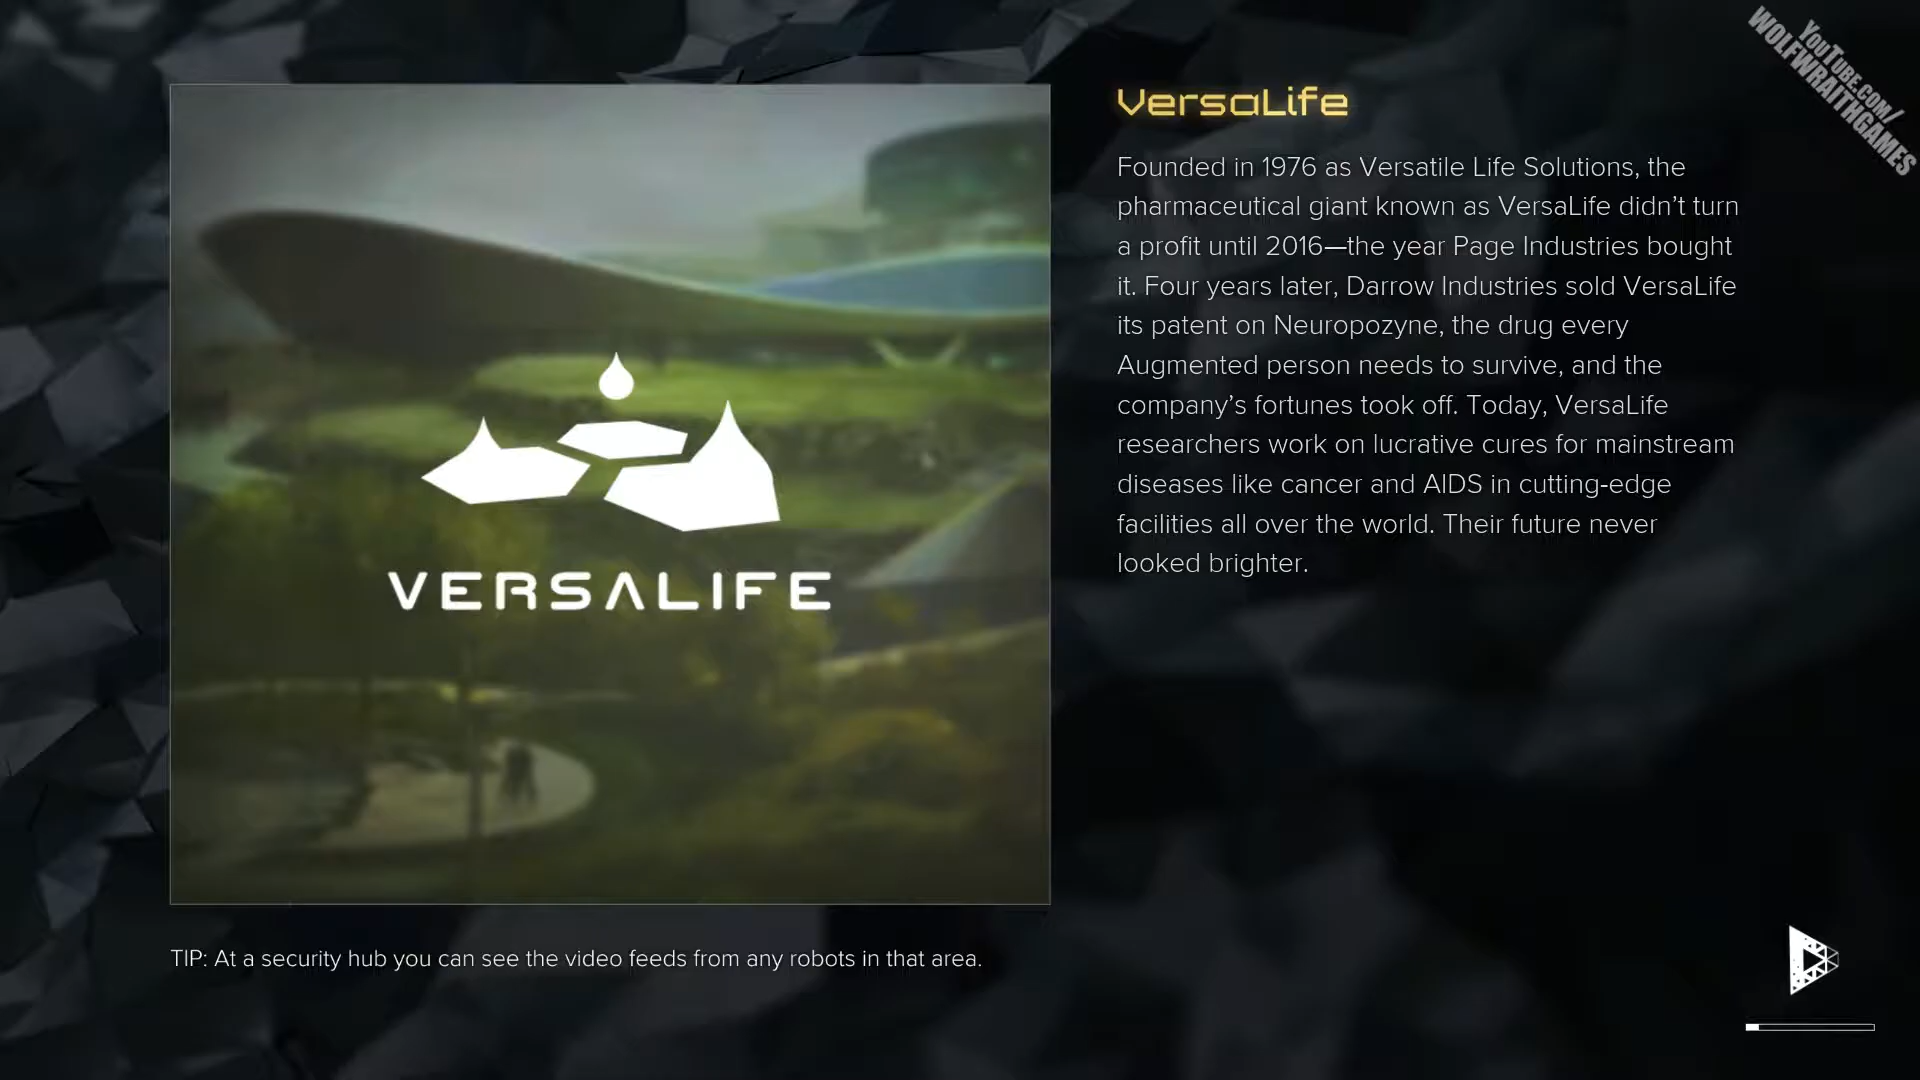 YouTube.com/
WOLFWRAITHGAMES
VersaLife
Founded in 1976 as Versatile Life Solutions, the
pharmaceutical giant known as VersaLife didn’t turn
a profit until 2016—the year Page Industries bought
it. Four years later, Darrow Industries sold VersaLife
its patent on Neuropozyne, the drug every
Augmented person needs to survive, and the
company’s fortunes took off. Today, VersaLife
researchers work on lucrative cures for mainstream
diseases like cancer and AIDS in cutting-edge
facilities all over the world. Their future never
looked brighter.
VERSALIFE
TIP: At a security hub you can see the video feeds from any robots in that area.